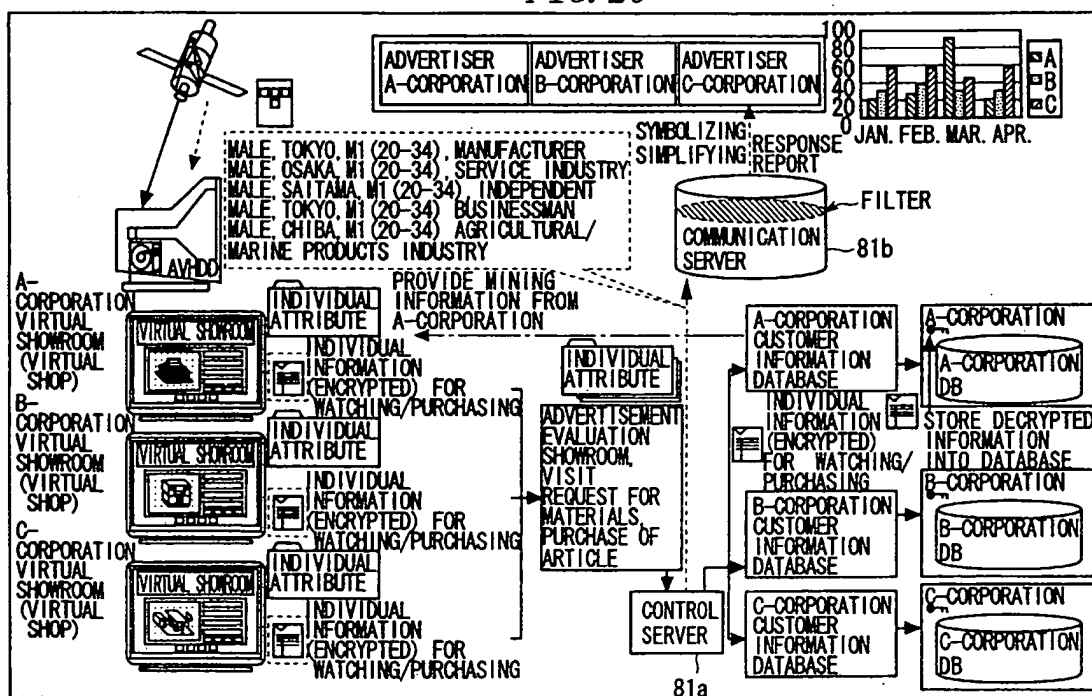 100
80
60
40
20
0
A
B
C
JAN. FEB. MAR. APR.
ADVERTISER
A-CORPORATION
ADVERTISER
B-CORPORATION
ADVERTISER
C-CORPORATION
SYMBOLIZING
SIMPLIFYING
RESPONSE
REPORT
FILTER
COMMUNICATION
SERVER
81b
MALE, TOKYO, M1(20-34), MANUFACTURER
MALE, OSAKA, M1(20-34), SERVICE INDUSTRY
MALE, SAITAMA, M1(20-34), INDEPENDENT
MALE, TOKYO, M1(20-34) BUSINESSMAN
MALE, CHIBA, M1(20-34) AGRICULTURAL/
MARINE PRODUCTS INDUSTRY
AVHDD
PROVIDE MINING
INFORMATION FROM
A-CORPORATION
A-
CORPORATION
VIRTUAL
SHOWROOM
(VIRTUAL
SHOP)
VIRTUAL SHOWROOM
INDIVIDUAL
ATTRIBUTE
INDIVIDUAL
INFORMATION
(ENCRYPTED) FOR
WATCHING/PURCHASING
B-
CORPORATION
VIRTUAL
SHOWROOM
(VIRTUAL
SHOP)
VIRTUAL SHOWROOM
INDIVIDUAL
ATTRIBUTE
INDIVIDUAL
INFORMATION
(ENCRYPTED) FOR
WATCHING/PURCHASING
C-
CORPORATION
VIRTUAL
SHOWROOM
(VIRTUAL
SHOP)
VIRTUAL SHOWROOM
INDIVIDUAL
ATTRIBUTE
INDIVIDUAL
INFORMATION
(ENCRYPTED) FOR
WATCHING/PURCHASING
INDIVIDUAL
ATTRIBUTE
ADVERTISEMENT
EVALUATION
SHOWROOM,
VISIT
REQUEST FOR
MATERIALS,
PURCHASE OF
ARTICLE
CONTROL
SERVER
81a
A-CORPORATION
CUSTOMER
INFORMATION
DATABASE
INDIVIDUAL
INFORMATION
(ENCRYPTED)
FOR WATCHING/
PURCHASING
B-CORPORATION
CUSTOMER
INFORMATION
DATABASE
C-CORPORATION
CUSTOMER
INFORMATION
DATABASE
A-CORPORATION
A-CORPORATION
DB
STORE DECRYPTED
INFORMATION
INTO DATABASE
B-CORPORATION
B-CORPORATION
DB
C-CORPORATION
C-CORPORATION
DB